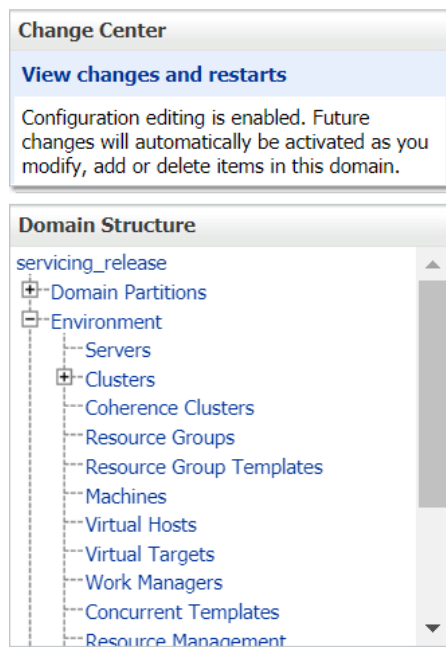 Change Center
View changes and restarts
Configuration editing is enabled. Future
changes will automatically be activated as you
modify, add or delete items in this domain.
Domain Structure
servicing_release
Domain Partitions
Environment
Servers
Clusters
Coherence Clusters
Resource Groups
Resource Group Templates
Machines
Virtual Hosts
Virtual Targets
Work Managers
Concurrent Templates
Resource Management